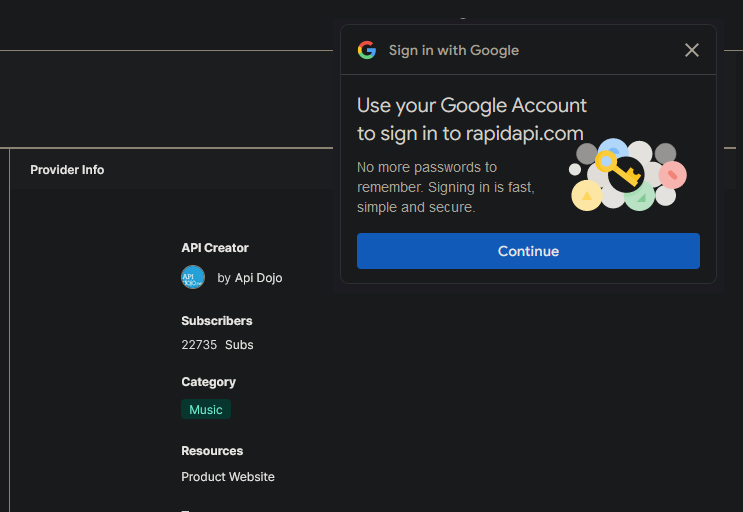 Sign in with Google
Use your Google Account
to sign in to rapidapi.com
No more passwords to
remember. Signing in is fast,
simple and secure.
Continue
Provider Info
API Creator
API
DOJO
by Api Dojo
Subscribers
22735 Subs
Category
Music
Resources
Product Website